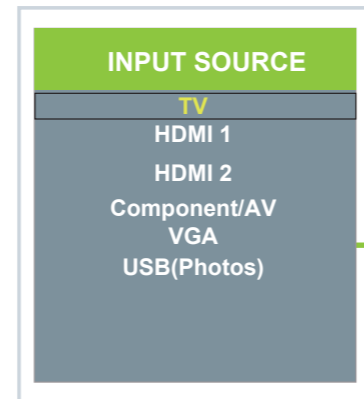 INPUT SOURCE
TV
HDMI 1
HDMI 2
Component/AV
VGA
USB(Photos)